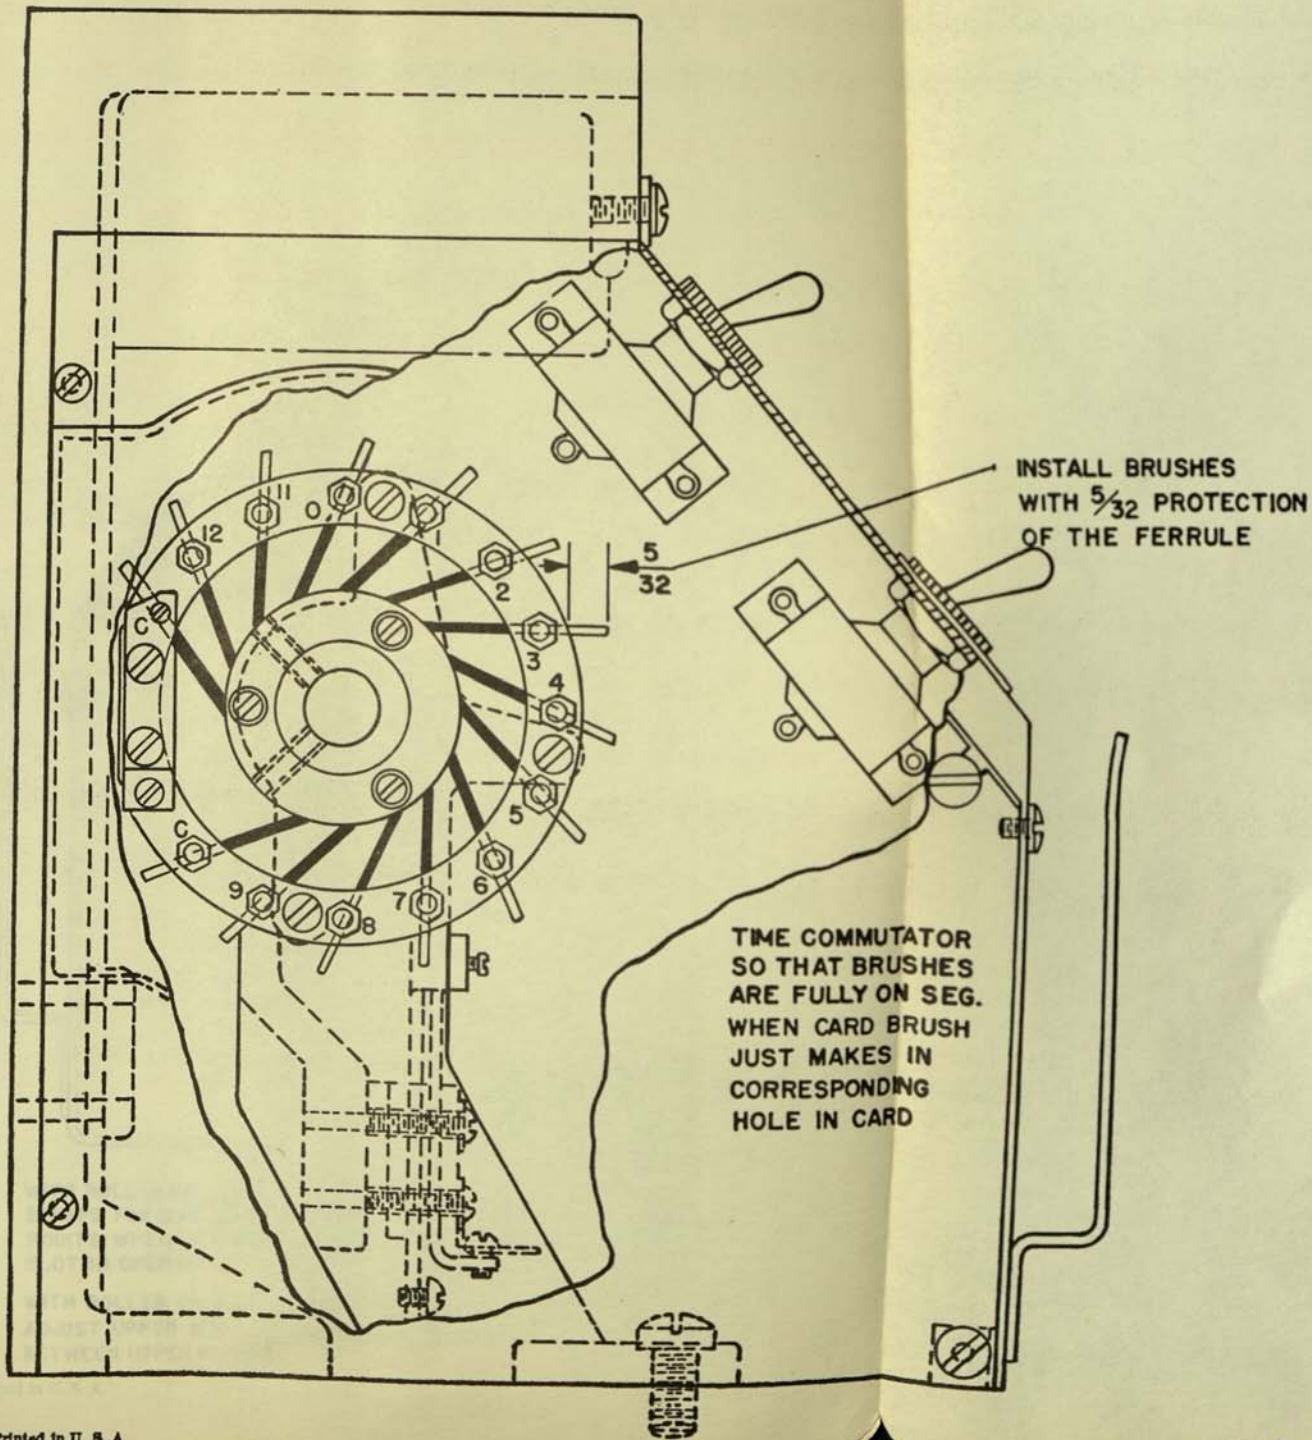 INSTALL BRUSHES
WITH 5/32 PROTECTION
OF THE FERRULE
5
32
11
0
12
2
3
C
4
5
6
C
9
8
7
TIME COMMUTATOR
SO THAT BRUSHES
ARE FULLY ON SEG.
WHEN CARD BRUSH
JUST MAKES IN
CORRESPONDING
HOLE IN CARD
Printed in U. S. A.